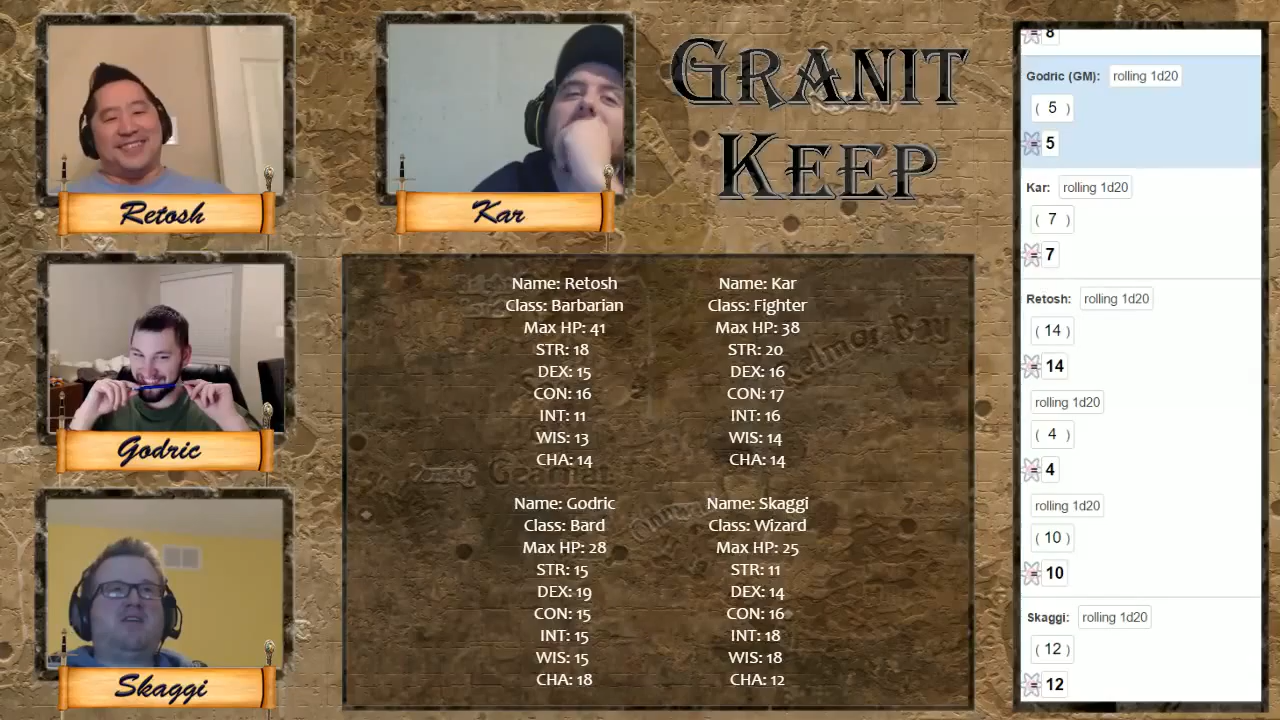 GRANIT
KEEP
Retosh
Kar
Godric
Skaggi
Name: Retosh
Class: Barbarian
Max HP: 41
STR: 18
DEX: 15
CON: 16
INT: 11
WIS: 13
CHA: 14
Name: Kar
Class: Fighter
Max HP: 38
STR: 20
DEX: 16
CON: 17
INT: 16
WIS: 14
CHA: 14
Name: Godric
Class: Bard
Max HP: 28
STR: 15
DEX: 19
CON: 15
INT: 15
WIS: 15
CHA: 18
Name: Skaggi
Class: Wizard
Max HP: 25
STR: 11
DEX: 14
CON: 16
INT: 18
WIS: 18
CHA: 12
= 8
Godric (GM): rolling 1d20
( 5 )
= 5
Kar: rolling 1d20
( 7 )
= 7
Retosh: rolling 1d20
( 14 )
= 14
rolling 1d20
( 4 )
= 4
rolling 1d20
( 10 )
= 10
Skaggi: rolling 1d20
( 12 )
= 12
Bay